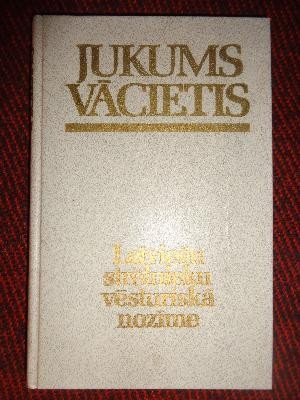 JUKUMS
VĀCIETIS
Latviešu
strēlnieku
vēsturiskā
nozīme